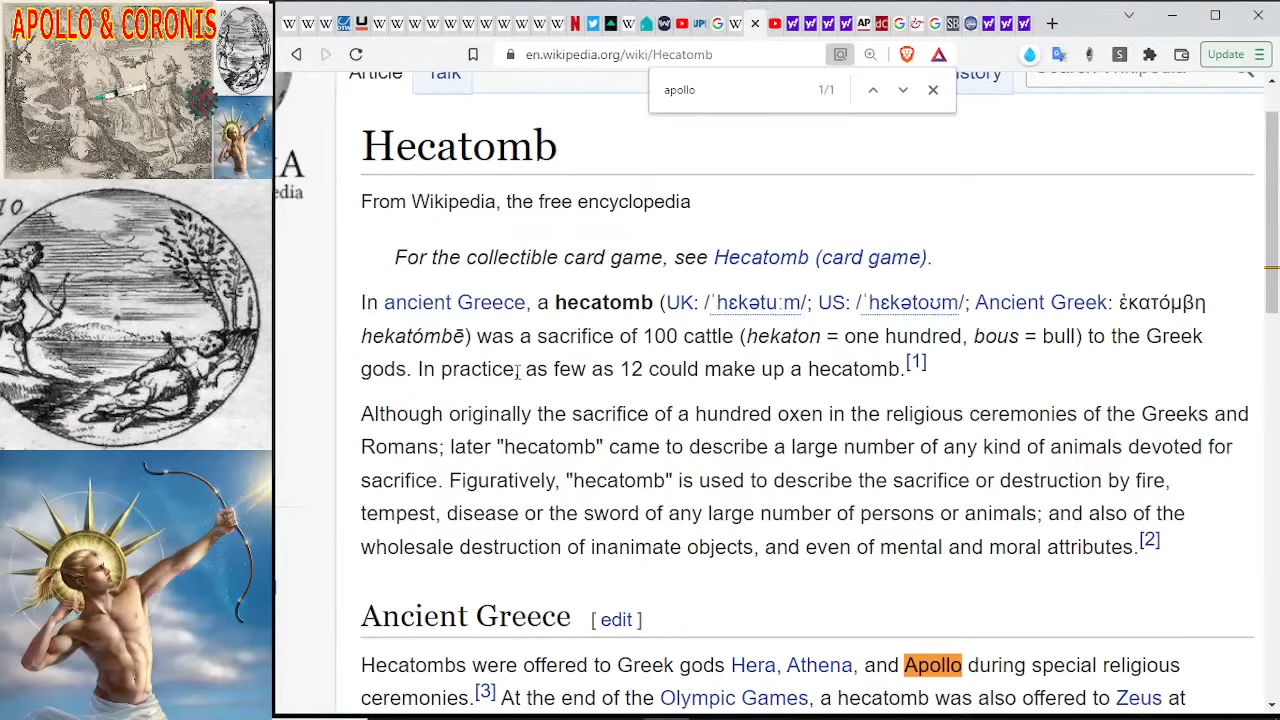 APOLLO & CORONIS
10
en.wikipedia.org/wiki/Hecatomb
Update
apollo 1/1
Article Talk
Hecatomb
From Wikipedia, the free encyclopedia
For the collectible card game, see Hecatomb (card game).
In ancient Greece, a hecatomb (UK: /ˈhɛkətuːm/; US: /ˈhɛkətoʊm/; Ancient Greek: ἑκατόμβη
hekatómbē) was a sacrifice of 100 cattle (hekaton = one hundred, bous = bull) to the Greek
gods. In practice, as few as 12 could make up a hecatomb.[1]
Although originally the sacrifice of a hundred oxen in the religious ceremonies of the Greeks and
Romans; later "hecatomb" came to describe a large number of any kind of animals devoted for
sacrifice. Figuratively, "hecatomb" is used to describe the sacrifice or destruction by fire,
tempest, disease or the sword of any large number of persons or animals; and also of the
wholesale destruction of inanimate objects, and even of mental and moral attributes.[2]
Ancient Greece [ edit ]
Hecatombs were offered to Greek gods Hera, Athena, and Apollo during special religious
ceremonies.[3] At the end of the Olympic Games, a hecatomb was also offered to Zeus at